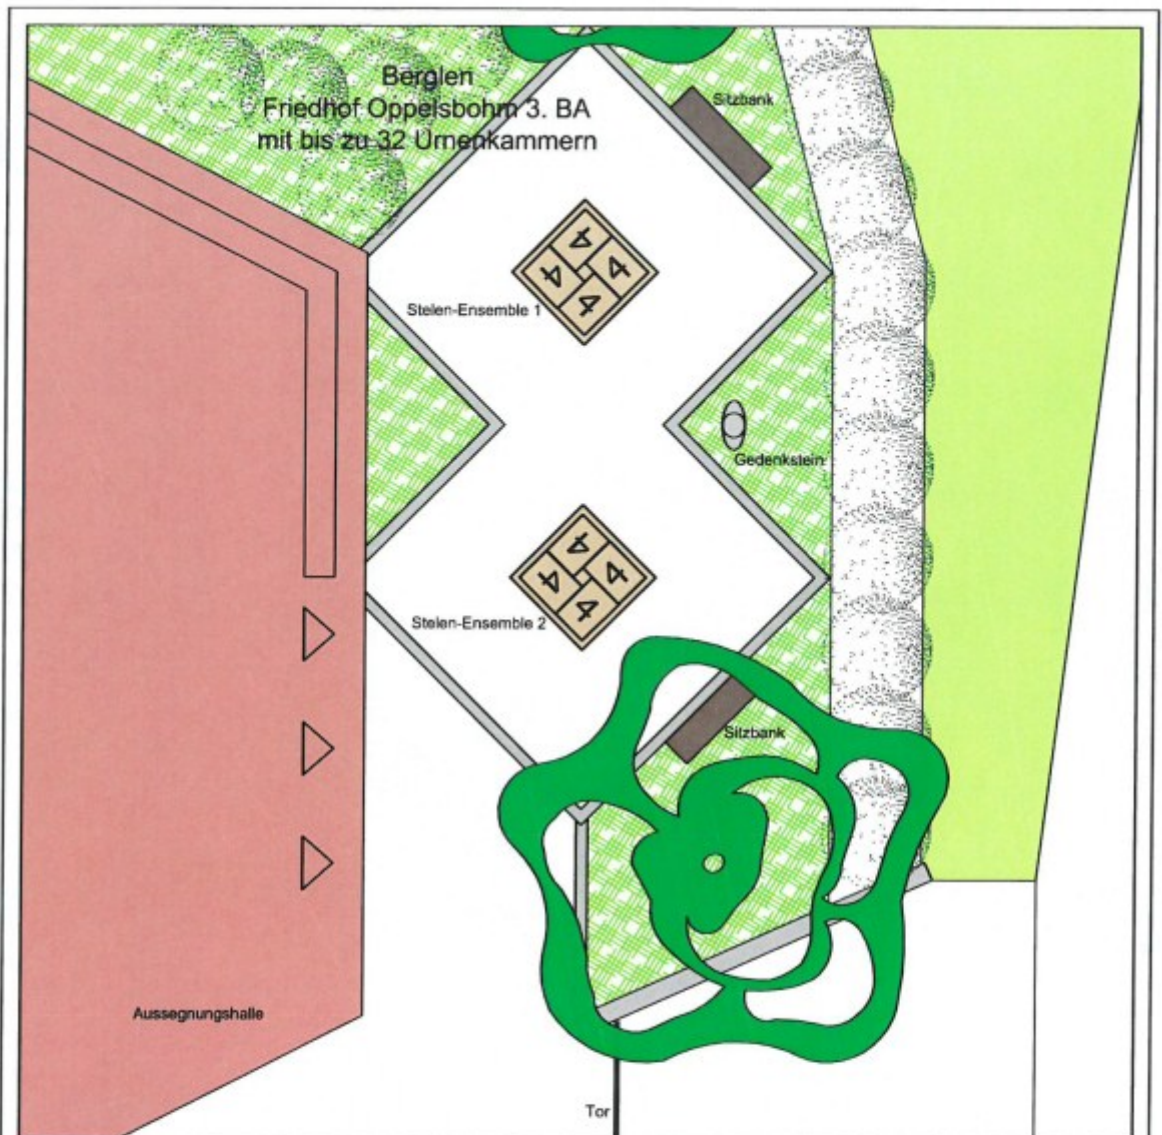 Berglen
Friedhof Oppelsbohm 3. BA
mit bis zu 32 Urnenkammern
Sitzbank
4
4 4
4
Stelen-Ensemble 1
Gedenkstein
4
4 4
4
Stelen-Ensemble 2
Sitzbank
Aussegnungshalle
Tor